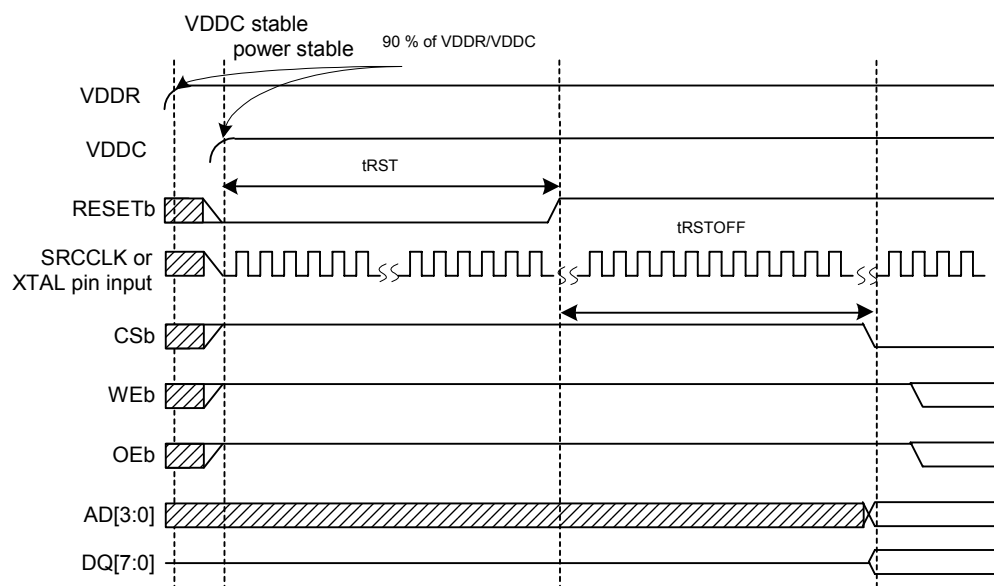 VDDC stable
power stable
90 % of VDDR/VDDC
VDDR
VDDC
tRST
RESETb
tRSTOFF
SRCCLK or
XTAL pin input
CSb
WEb
OEb
AD[3:0]
DQ[7:0]